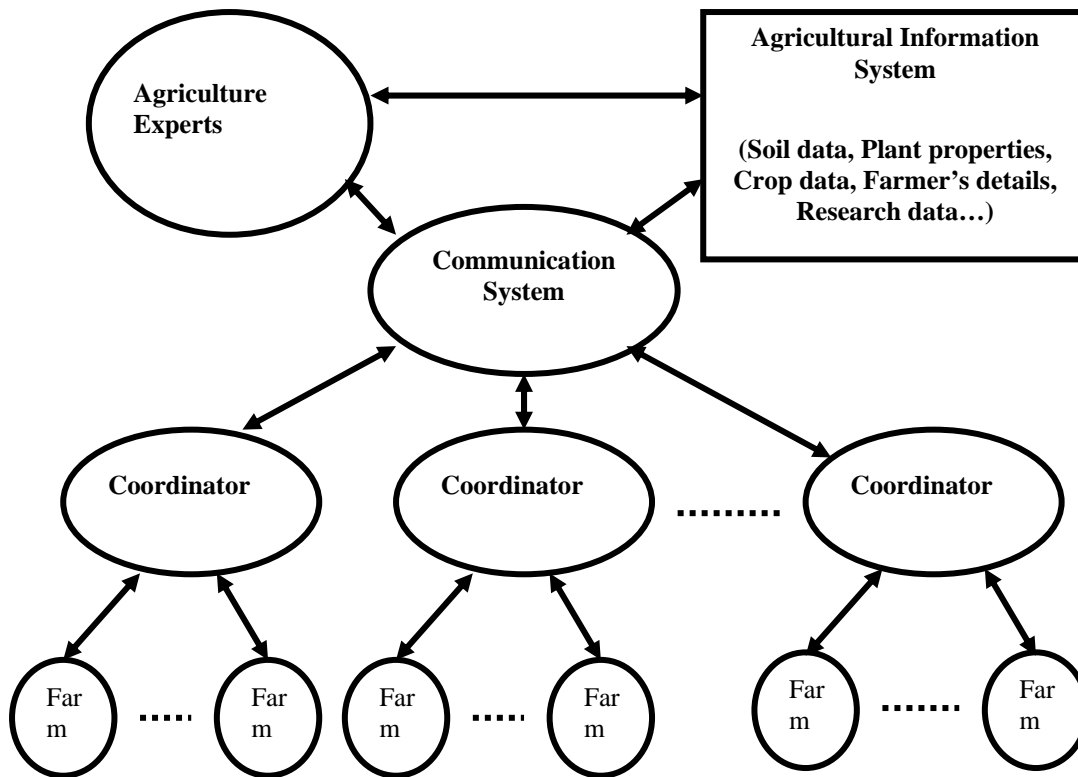 Agriculture
Experts
Agricultural Information
System
(Soil data, Plant properties,
Crop data, Farmer’s details,
Research data…)
Communication
System
Coordinator
Coordinator
Coordinator
Far
m
Far
m
Far
m
Far
m
Far
m
Far
m